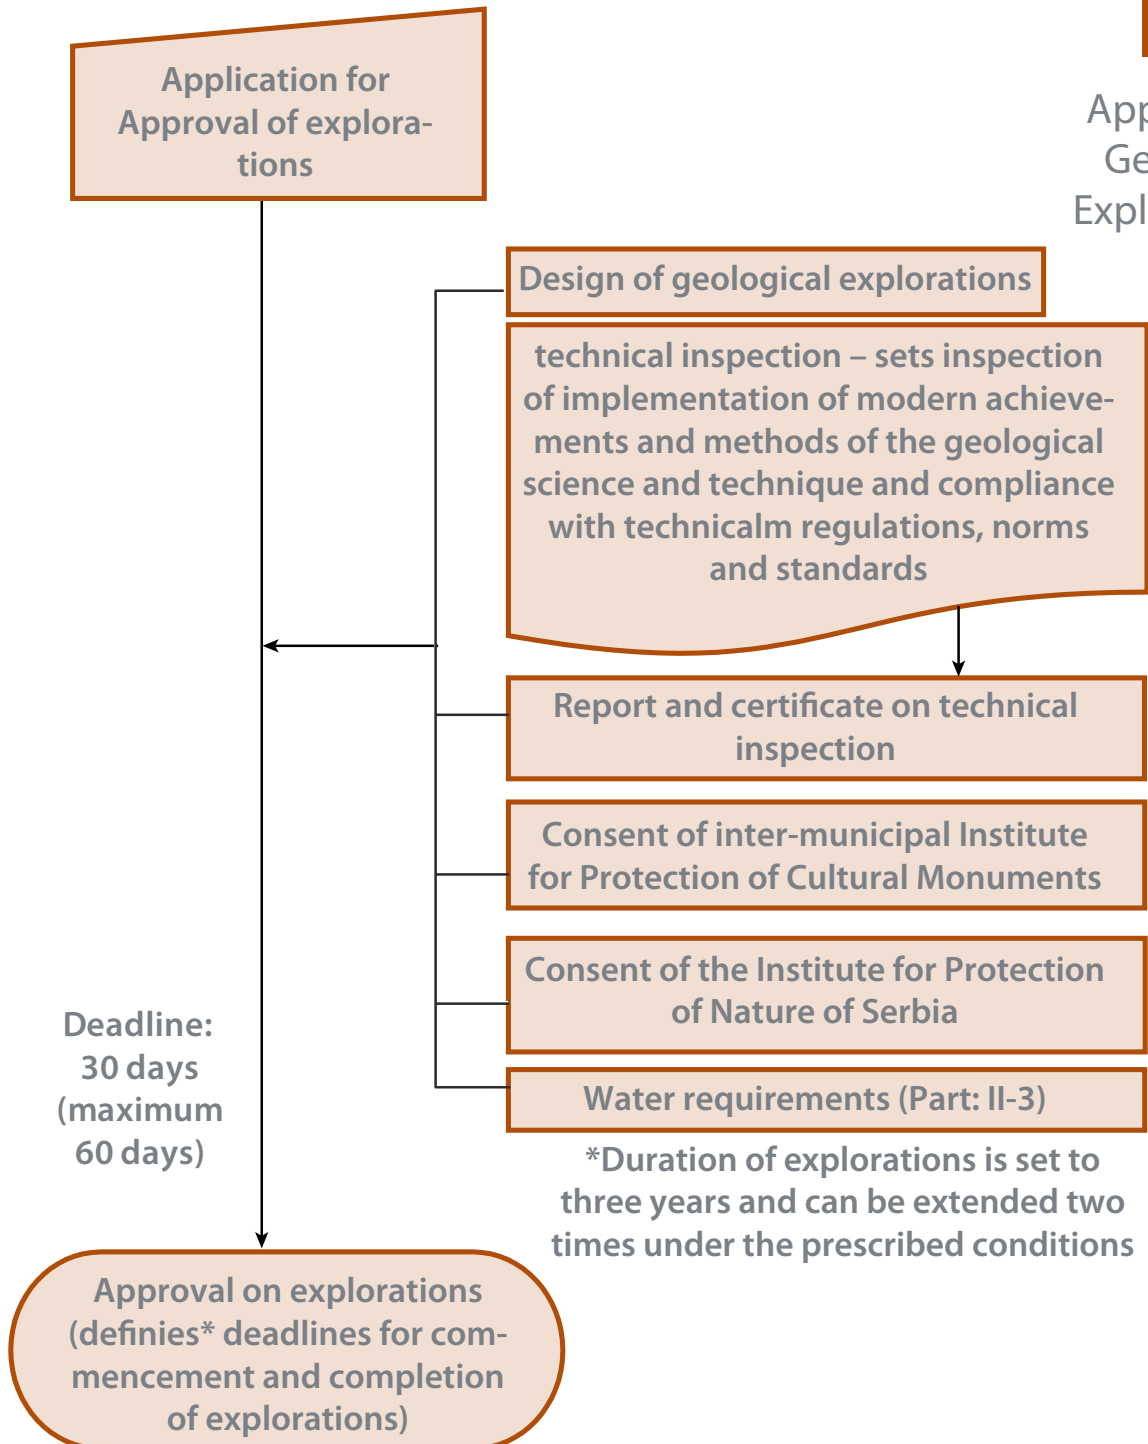 Application for
Approval of explora-
tions
App
Ge
Expl
Design of geological explorations
technical inspection – sets inspection
of implementation of modern achieve-
ments and methods of the geological
science and technique and compliance
with technicalm regulations, norms
and standards
Report and certificate on technical
inspection
Consent of inter-municipal Institute
for Protection of Cultural Monuments
Consent of the Institute for Protection
of Nature of Serbia
Deadline:
30 days
(maximum
60 days)
Water requirements (Part: II-3)
*Duration of explorations is set to
three years and can be extended two
times under the prescribed conditions
Approval on explorations
(definies* deadlines for com-
mencement and completion
of explorations)